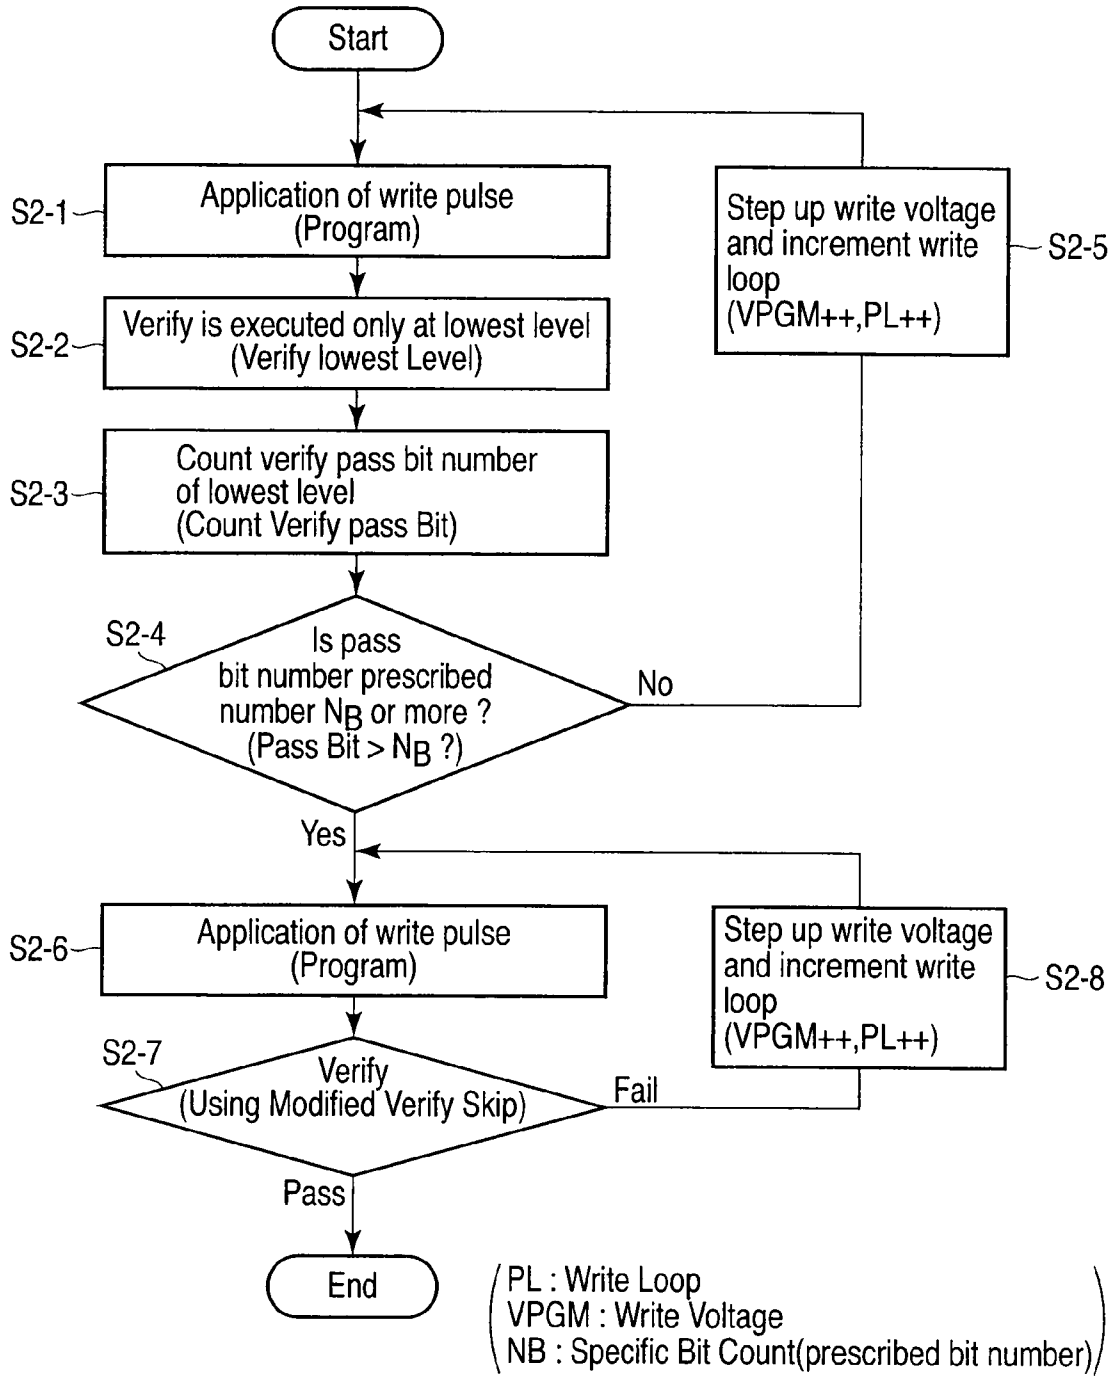 Start
Application of write pulse
(Program)
S2-1
Step up write voltage
and increment write
loop
(VPGM++,PL++)
S2-5
Verify is executed only at lowest level
(Verify lowest Level)
S2-2
Count verify pass bit number
of lowest level
(Count Verify pass Bit)
S2-3
S2-4
Is pass
bit number prescribed
number NB or more ?
(Pass Bit > NB ?)
No
Yes
Application of write pulse
(Program)
S2-6
Step up write voltage
and increment write
loop
(VPGM++,PL++)
S2-8
S2-7
Verify
(Using Modified Verify Skip)
Fail
Pass
End
PL : Write Loop
VPGM : Write Voltage
NB : Specific Bit Count(prescribed bit number)